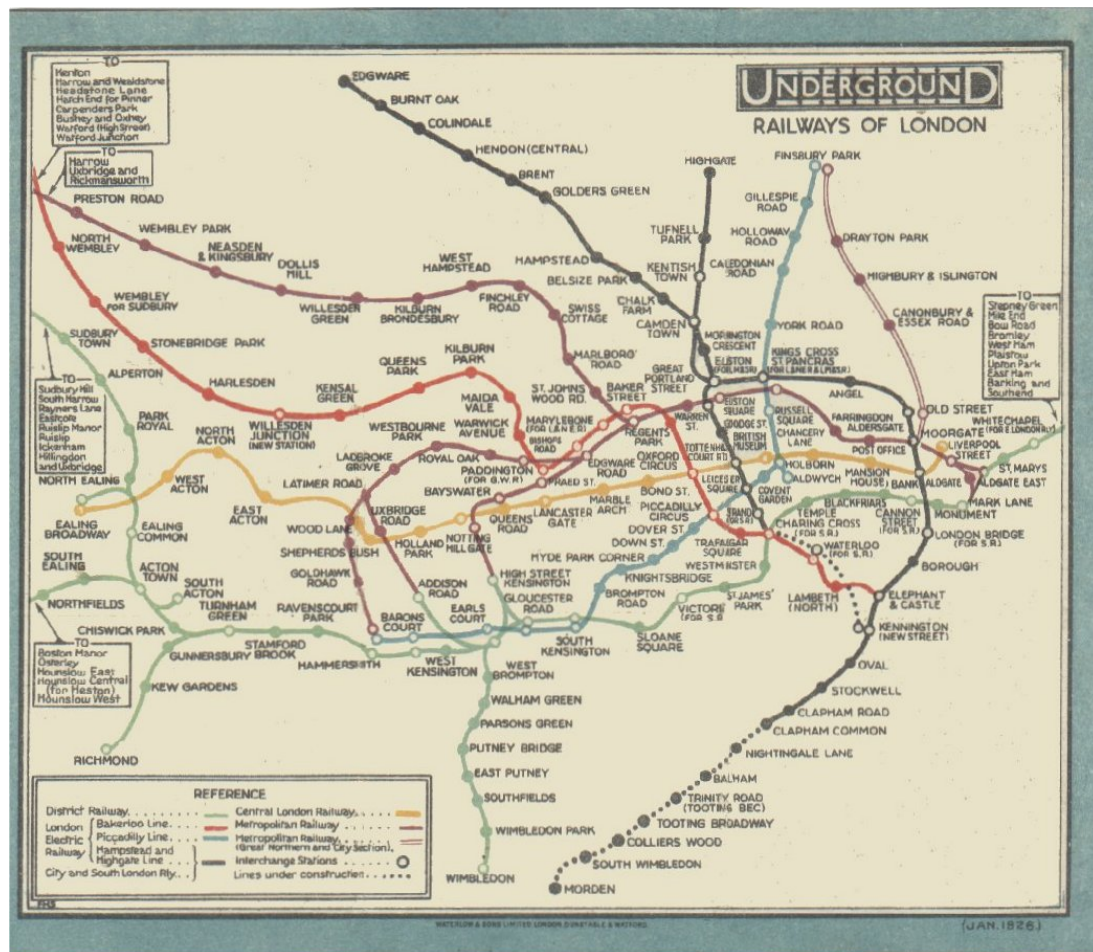 UNDERGROUND
RAILWAYS OF LONDON
TO
Kenton
Harrow and Wealdstone
Headstone Lane
Hatch End for Pinner
Carpenders Park
Bushey and Oxhey
Watford (High Street)
Watford Junction
TO
Harrow
Uxbridge and
Rickmansworth
EDGWARE
BURNT OAK
COLINDALE
HENDON (CENTRAL)
BRENT
GOLDERS GREEN
HAMPSTEAD
BELSIZE PARK
CHALK
FARM
CAMDEN
TOWN
MORNINGTON
CRESCENT
HIGHGATE
TUFNELL
PARK
KENTISH
TOWN
FINSBURY PARK
GILLESPIE
ROAD
HOLLOWAY
ROAD
CALEDONIAN
ROAD
YORK ROAD
KINGS CROSS
ST. PANCRAS
DRAYTON PARK
HIGHBURY & ISLINGTON
CANONBURY &
ESSEX ROAD
OLD STREET
MOORGATE
LIVERPOOL
STREET
TO
Stepney Green
Mile End
Bow Road
Bromley
West Ham
Plaistow
Upton Park
East Ham
Barking and
Southend
WHITECHAPEL
ST. MARYS
ALDGATE EAST
ALDGATE
MARK LANE
MONUMENT
PRESTON ROAD
WEMBLEY PARK
NEASDEN
& KINGSBURY
DOLLIS
HILL
WILLESDEN
GREEN
KILBURN
BRONDESBURY
WEST
HAMPSTEAD
FINCHLEY
ROAD
SWISS
COTTAGE
MARLBORO'
ROAD
ST. JOHNS
WOOD RD.
BAKER
STREET
GREAT
PORTLAND
STREET
NORTH
WEMBLEY
WEMBLEY
FOR SUDBURY
STONEBRIDGE PARK
HARLESDEN
WILLESDEN
JUNCTION
(NEW STATION)
KENSAL
GREEN
QUEENS
PARK
KILBURN
PARK
MAIDA
VALE
WARWICK
AVENUE
PADDINGTON
(FOR G.W.R)
MARYLEBONE
(FOR L.N.E.R)
BISHOPS
ROAD
REGENTS
PARK
EDGWARE
ROAD
PRAED ST.
WESTBOURNE
PARK
ROYAL OAK
LADBROKE
GROVE
LATIMER ROAD
SUDBURY
TOWN
ALPERTON
PARK
ROYAL
TO
Sudbury Hill
South Harrow
Rayners Lane
Eastcote
Ruislip Manor
Ruislip
Ickenham
Hillingdon
and Uxbridge
NORTH EALING
EALING
BROADWAY
NORTH
ACTON
WEST
ACTON
EAST
ACTON
WOOD LANE
SHEPHERDS BUSH
GOLDHAWK
ROAD
UXBRIDGE
ROAD
HOLLAND
PARK
ADDISON
ROAD
BAYSWATER
NOTTING
HILL GATE
QUEENS
ROAD
LANCASTER
GATE
MARBLE
ARCH
BOND ST.
OXFORD
CIRCUS
TOTTENHAM
COURT RD.
BRITISH
MUSEUM
GOODGE ST.
WARREN
ST.
EUSTON
SQUARE
EUSTON
RUSSELL
SQUARE
CHANCERY
LANE
HOLBORN
ALDWYCH
ANGEL
FARRINGDON
ALDERSGATE
POST OFFICE
MANSION
HOUSE
BANK
CANNON
STREET
(FOR S.R.)
BLACKFRIARS
TEMPLE
CHARING CROSS
(FOR S.R.)
COVENT
GARDEN
LEICESTER
SQUARE
STRAND
(FOR S.R.)
PICCADILLY
CIRCUS
DOVER ST.
DOWN ST.
HYDE PARK CORNER
KNIGHTSBRIDGE
BROMPTON
ROAD
TRAFALGAR
SQUARE
WESTMINSTER
ST. JAMES'
PARK
VICTORIA
(FOR S.R
SLOANE
SQUARE
SOUTH
KENSINGTON
GLOUCESTER
ROAD
HIGH STREET
KENSINGTON
EARLS
COURT
BARONS
COURT
WEST
KENSINGTON
HAMMERSMITH
RAVENSCOURT
PARK
STAMFORD
BROOK
TURNHAM
GREEN
SOUTH
ACTON
ACTON
TOWN
EALING
COMMON
SOUTH
EALING
NORTHFIELDS
CHISWICK PARK
GUNNERSBURY
KEW GARDENS
RICHMOND
TO
Boston Manor
Osterley
Hounslow East
Hounslow Central
(for Heston)
Hounslow West
WATERLOO
(FOR S.R.)
LAMBETH
(NORTH)
LONDON BRIDGE
(FOR S.R.)
BOROUGH
ELEPHANT
& CASTLE
KENNINGTON
(NEW STREET)
OVAL
STOCKWELL
CLAPHAM ROAD
CLAPHAM COMMON
NIGHTINGALE LANE
BALHAM
TRINITY ROAD
(TOOTING BEC)
TOOTING BROADWAY
COLLIERS WOOD
SOUTH WIMBLEDON
MORDEN
WEST
BROMPTON
WALHAM GREEN
PARSONS GREEN
PUTNEY BRIDGE
EAST PUTNEY
SOUTHFIELDS
WIMBLEDON PARK
WIMBLEDON
REFERENCE
District Railway
London Electric Railway
Bakerloo Line
Piccadilly Line
Hampstead and
Highgate Line
City and South London Rly.
Central London Railway
Metropolitan Railway
Metropolitan Railway
(Great Northern and City Section)
Interchange Stations
Lines under construction
FHS
WATERLOW & SONS LIMITED. LONDON. DUNSTABLE & WATFORD.
(JAN. 1926)